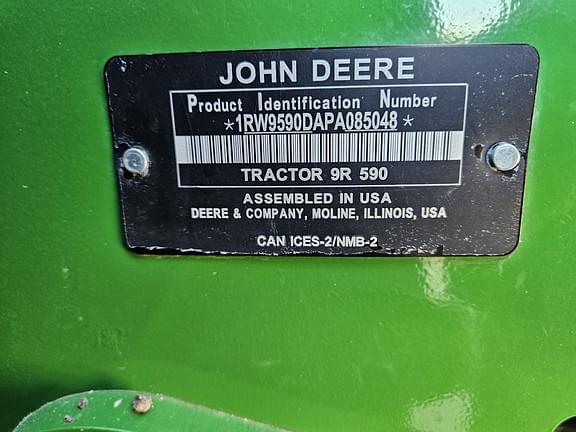 JOHN DEERE
Product Identification Number
*1RW9590DAPA085048*
TRACTOR 9R 590
ASSEMBLED IN USA
DEERE & COMPANY, MOLINE, ILLINOIS, USA
CAN ICES-2/NMB-2